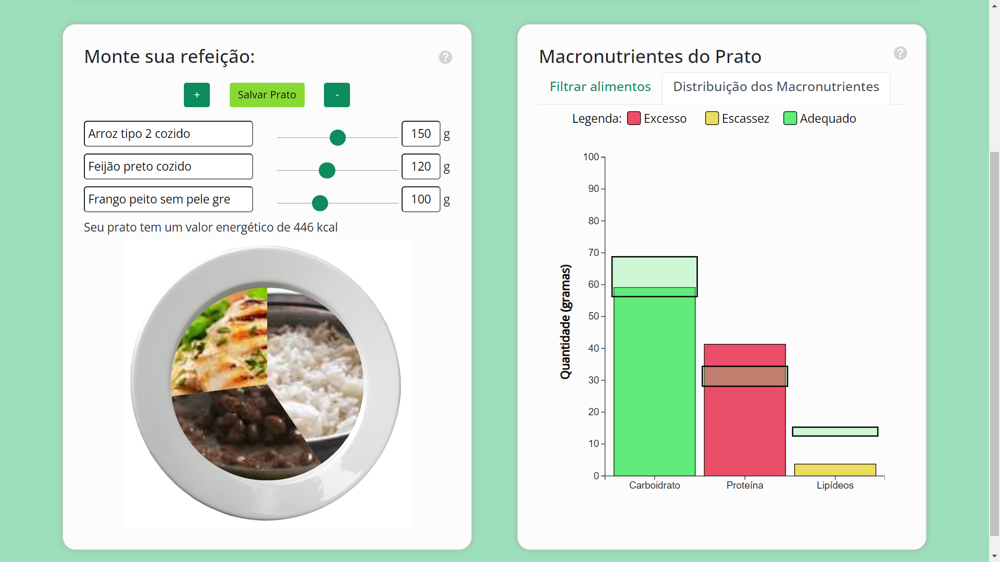 Monte sua refeição:
?
+
Salvar Prato
-
Arroz tipo 2 cozido
150 g
Feijão preto cozido
120 g
Frango peito sem pele gre
100 g
Seu prato tem um valor energético de 446 kcal
Macronutrientes do Prato
?
Filtrar alimentos
Distribuição dos Macronutrientes
Legenda: Excesso Escassez Adequado
100
90
80
70
60
50
40
30
20
10
0
Quantidade (gramas)
Carboidrato Proteína Lipídeos